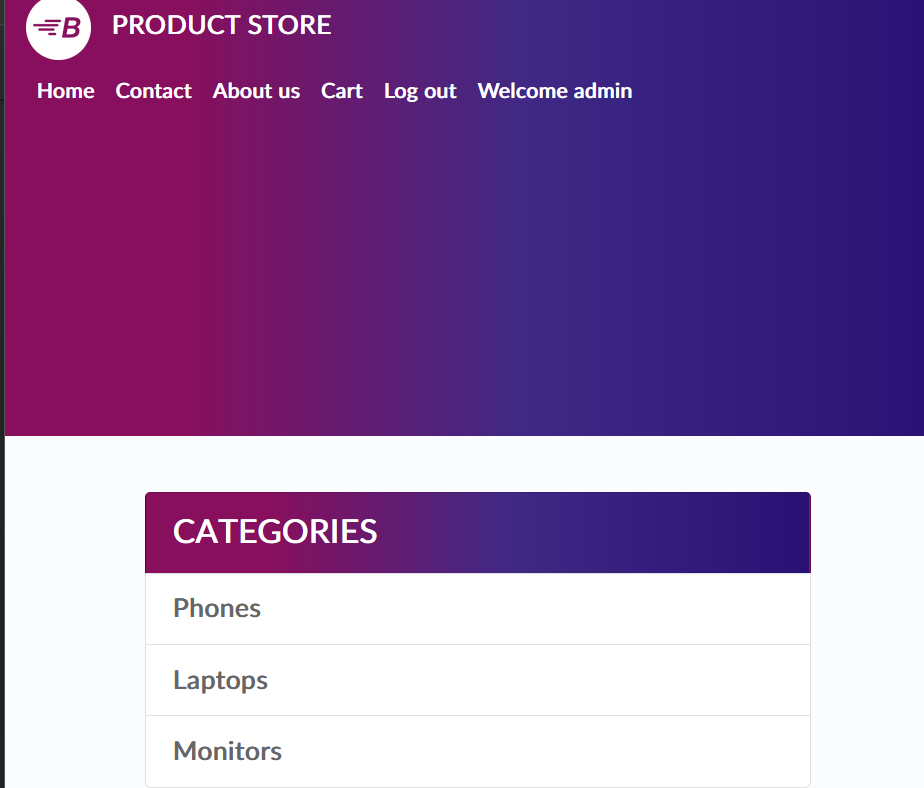 B
PRODUCT STORE
Home Contact About us Cart Log out Welcome admin
CATEGORIES
Phones
Laptops
Monitors